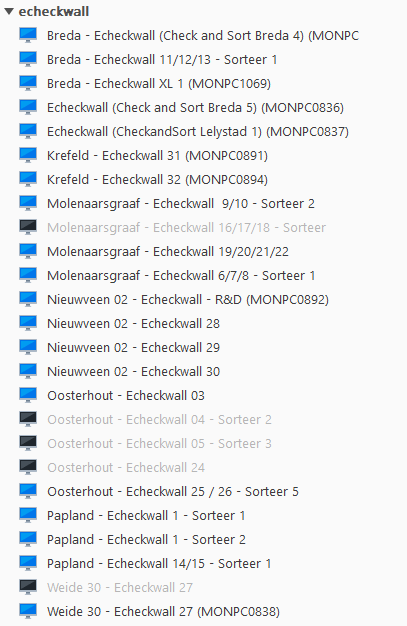 echeckwall
Breda - Echeckwall (Check and Sort Breda 4) (MONPC
Breda - Echeckwall 11/12/13 - Sorteer 1
Breda - Echeckwall XL 1 (MONPC1069)
Echeckwall (Check and Sort Breda 5) (MONPC0836)
Echeckwall (CheckandSort Lelystad 1) (MONPC0837)
Krefeld - Echeckwall 31 (MONPC0891)
Krefeld - Echeckwall 32 (MONPC0894)
Molenaarsgraaf - Echeckwall  9/10 - Sorteer 2
Molenaarsgraaf - Echeckwall 16/17/18 - Sorteer
Molenaarsgraaf - Echeckwall 19/20/21/22
Molenaarsgraaf - Echeckwall 6/7/8 - Sorteer 1
Nieuwveen 02 - Echeckwall - R&D (MONPC0892)
Nieuwveen 02 - Echeckwall 28
Nieuwveen 02 - Echeckwall 29
Nieuwveen 02 - Echeckwall 30
Oosterhout - Echeckwall 03
Oosterhout - Echeckwall 04 - Sorteer 2
Oosterhout - Echeckwall 05 - Sorteer 3
Oosterhout - Echeckwall 24
Oosterhout - Echeckwall 25 / 26 - Sorteer 5
Papland - Echeckwall 1 - Sorteer 1
Papland - Echeckwall 1 - Sorteer 2
Papland - Echeckwall 14/15 - Sorteer 1
Weide 30 - Echeckwall 27
Weide 30 - Echeckwall 27 (MONPC0838)